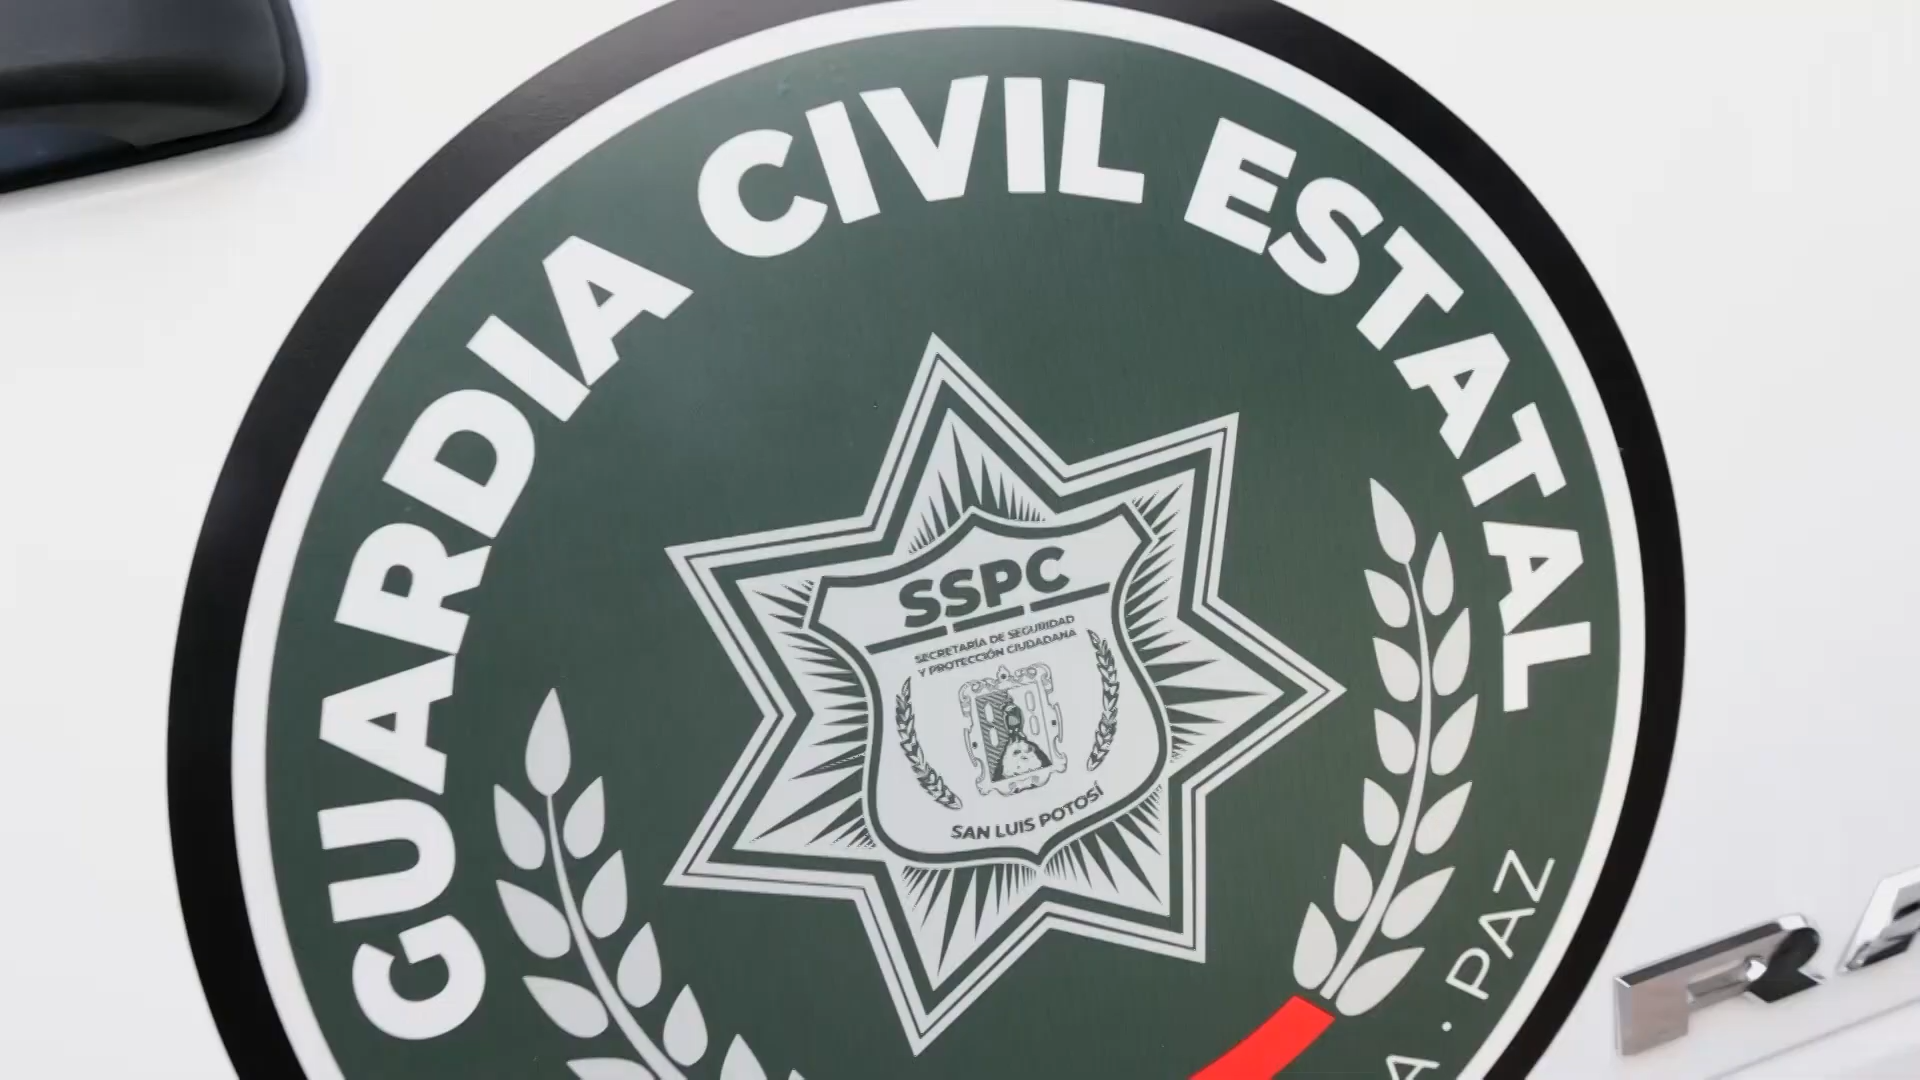 GUARDIA CIVIL ESTATAL
SSPC
SECRETARÍA DE SEGURIDAD
Y PROTECCIÓN CIUDADANA
SAN LUIS POTOSÍ
PAZ